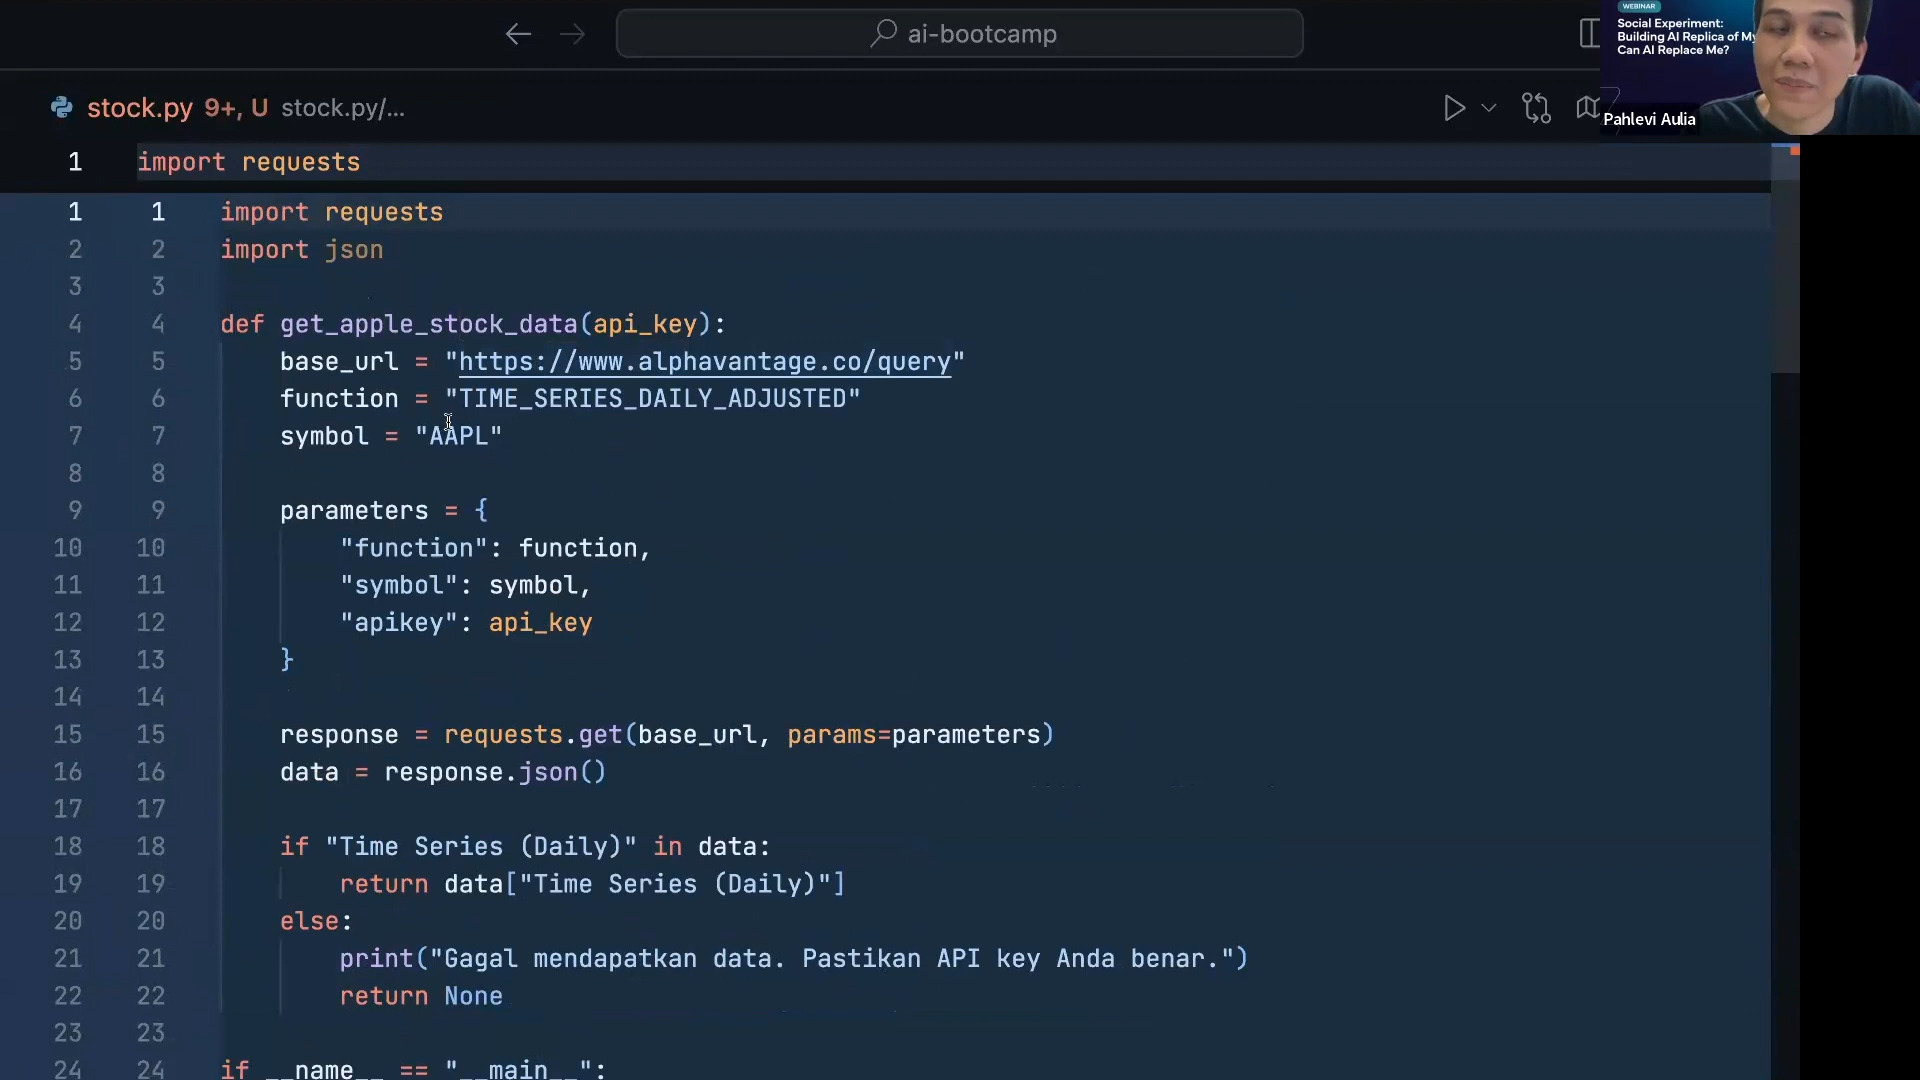 ai-bootcamp
WEBINAR
Social Experiment:
Building AI Replica of My
Can AI Replace Me?
Pahlevi Aulia
stock.py 9+, U stock.py/...
1 import requests
1 1 import requests
2 2 import json
3 3
4 4 def get_apple_stock_data(api_key):
5 5 base_url = "https://www.alphavantage.co/query"
6 6 function = "TIME_SERIES_DAILY_ADJUSTED"
7 7 symbol = "AAPL"
8 8
9 9 parameters = {
10 10 "function": function,
11 11 "symbol": symbol,
12 12 "apikey": api_key
13 13 }
14 14
15 15 response = requests.get(base_url, params=parameters)
16 16 data = response.json()
17 17
18 18 if "Time Series (Daily)" in data:
19 19 return data["Time Series (Daily)"]
20 20 else:
21 21 print("Gagal mendapatkan data. Pastikan API key Anda benar.")
22 22 return None
23 23
24 24 if __name__ == "__main__":